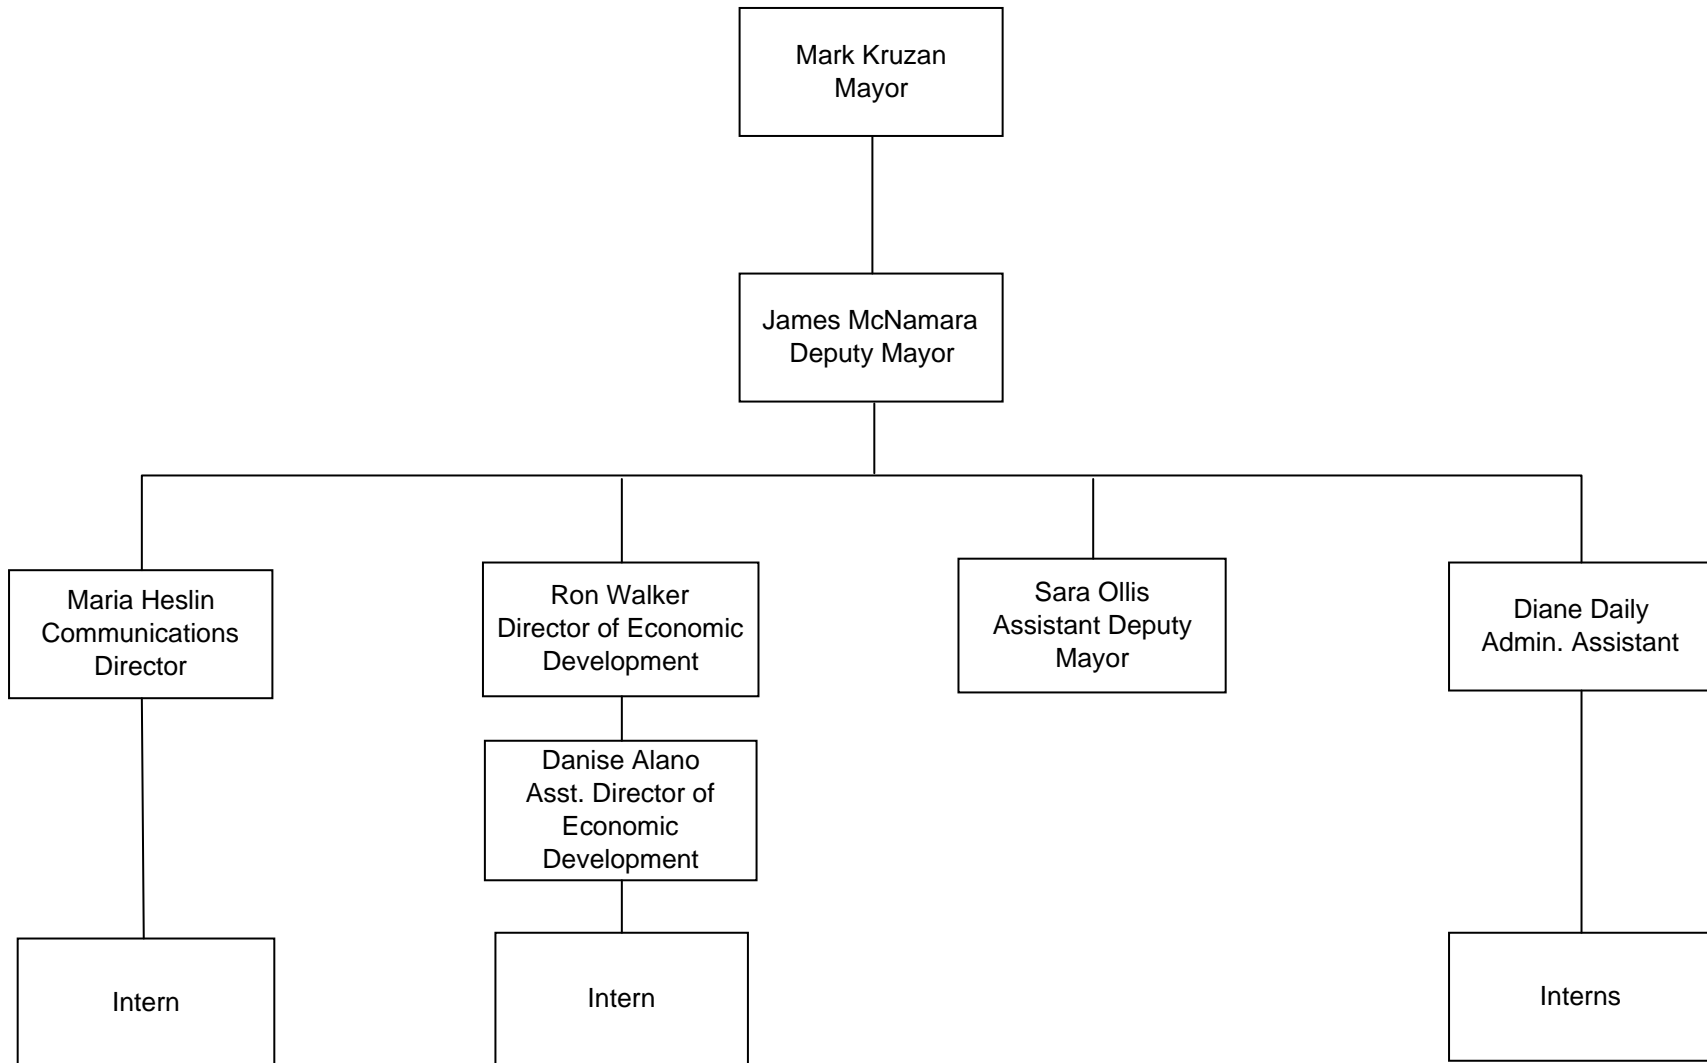 Mark Kruzan
Mayor
James McNamara
Deputy Mayor
Maria Heslin
Communications
Director
Ron Walker
Director of Economic
Development
Sara Ollis
Assistant Deputy
Mayor
Diane Daily
Admin. Assistant
Danise Alano
Asst. Director of
Economic
Development
Intern
Intern
Interns